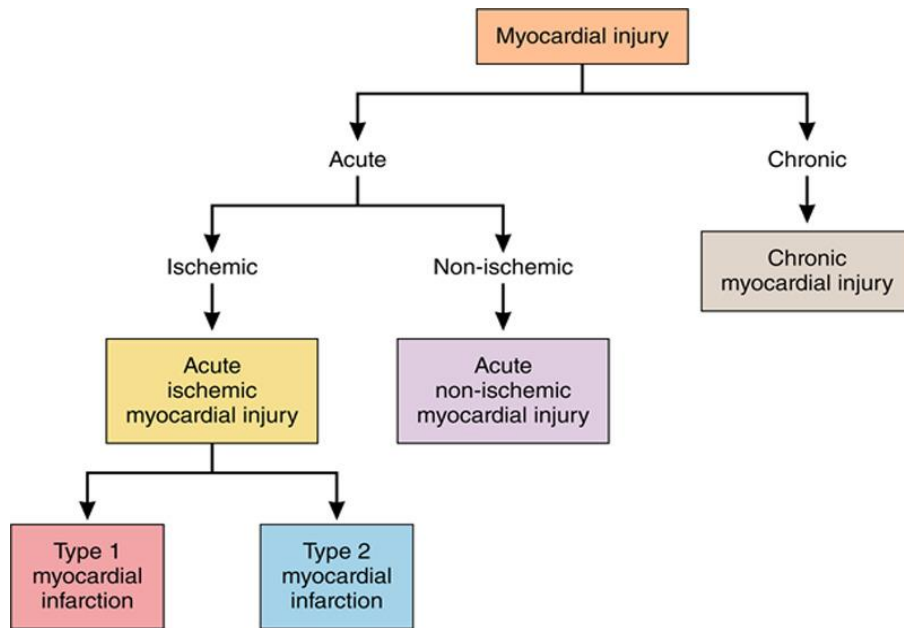 Myocardial injury
Acute
Chronic
Ischemic
Non-ischemic
Chronic
myocardial injury
Acute
ischemic
myocardial injury
Acute
non-ischemic
myocardial injury
Type 1
myocardial
infarction
Type 2
myocardial
infarction